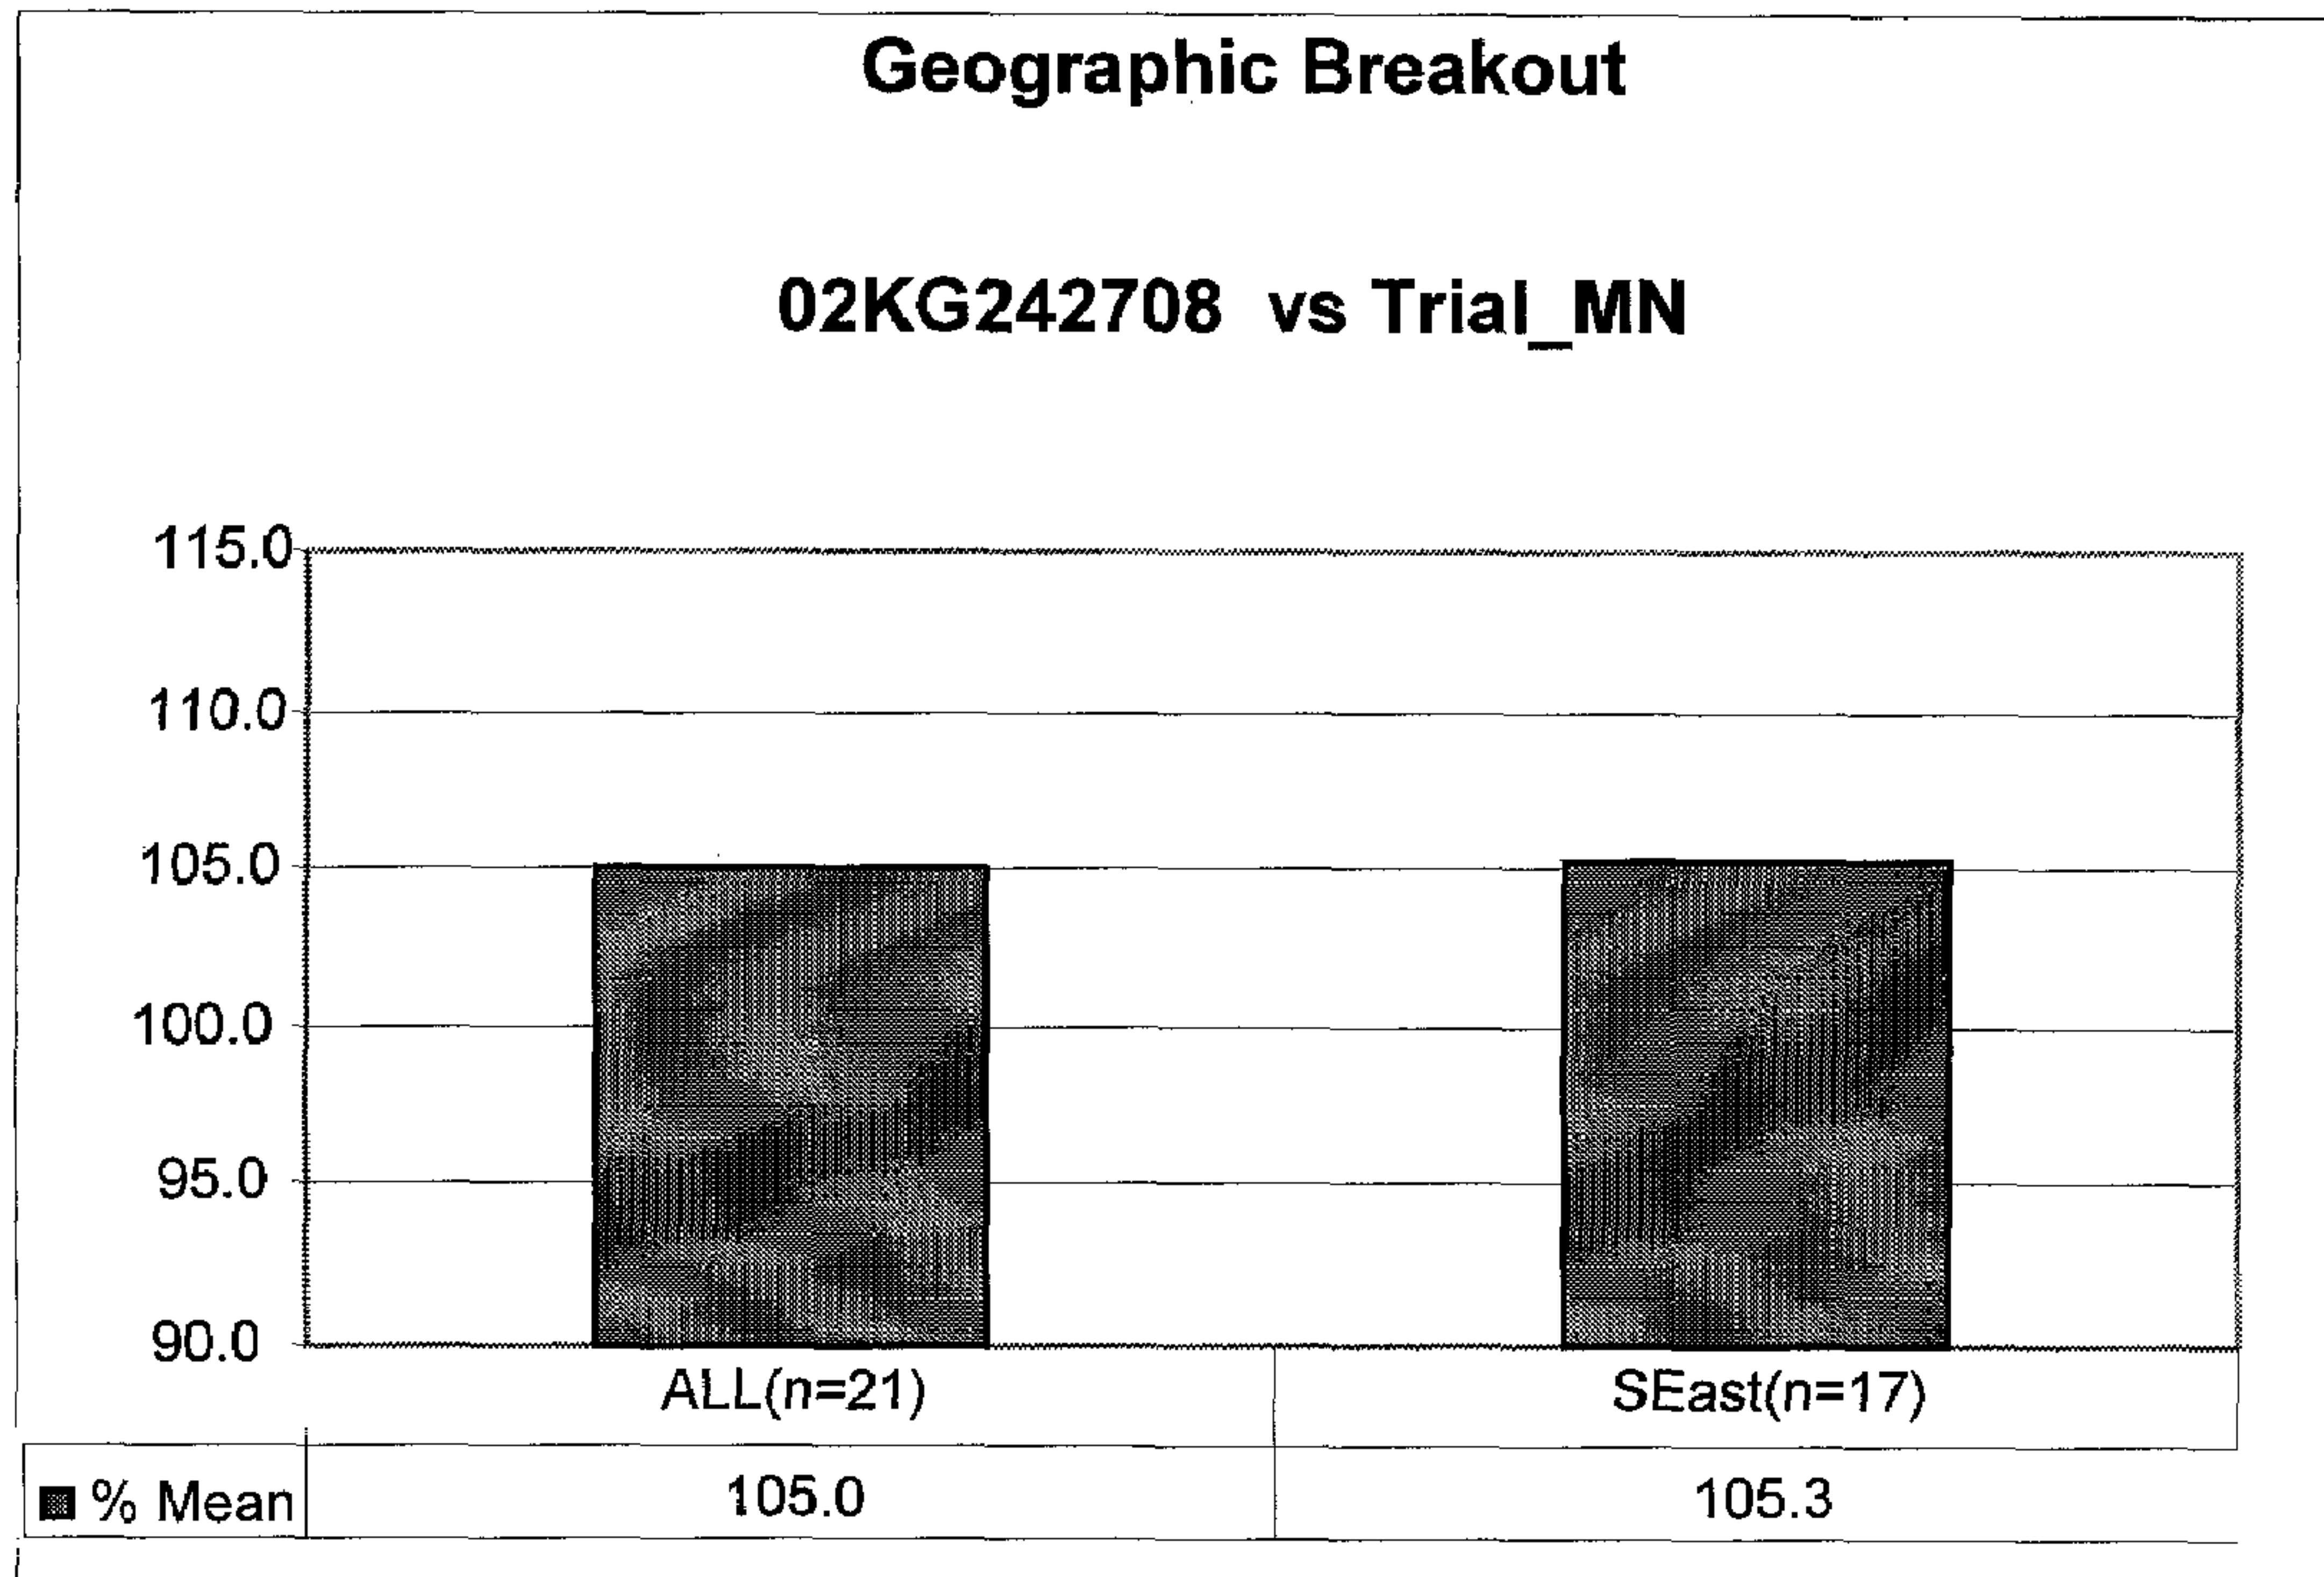 Geographic Breakout
02KG242708 vs Trial_MN
115.0
110.0
105.0
100.0
95.0
90.0
ALL(n=21) SEast(n=17)
% Mean 105.0 105.3